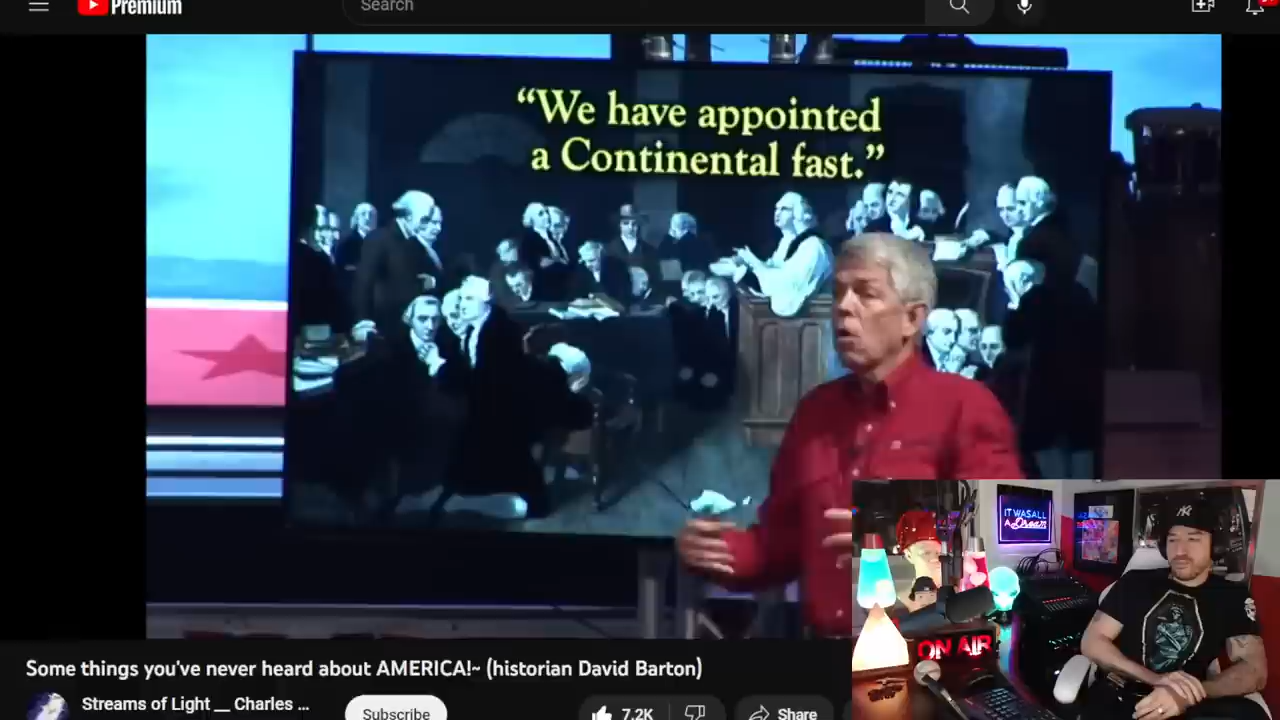 Premium
Search
“We have appointed
a Continental fast.”
IT WAS ALL
A Dream
NY
ON AIR
Some things you've never heard about AMERICA!~ (historian David Barton)
Streams of Light __ Charles ...
Subscribe
7.2K
Share